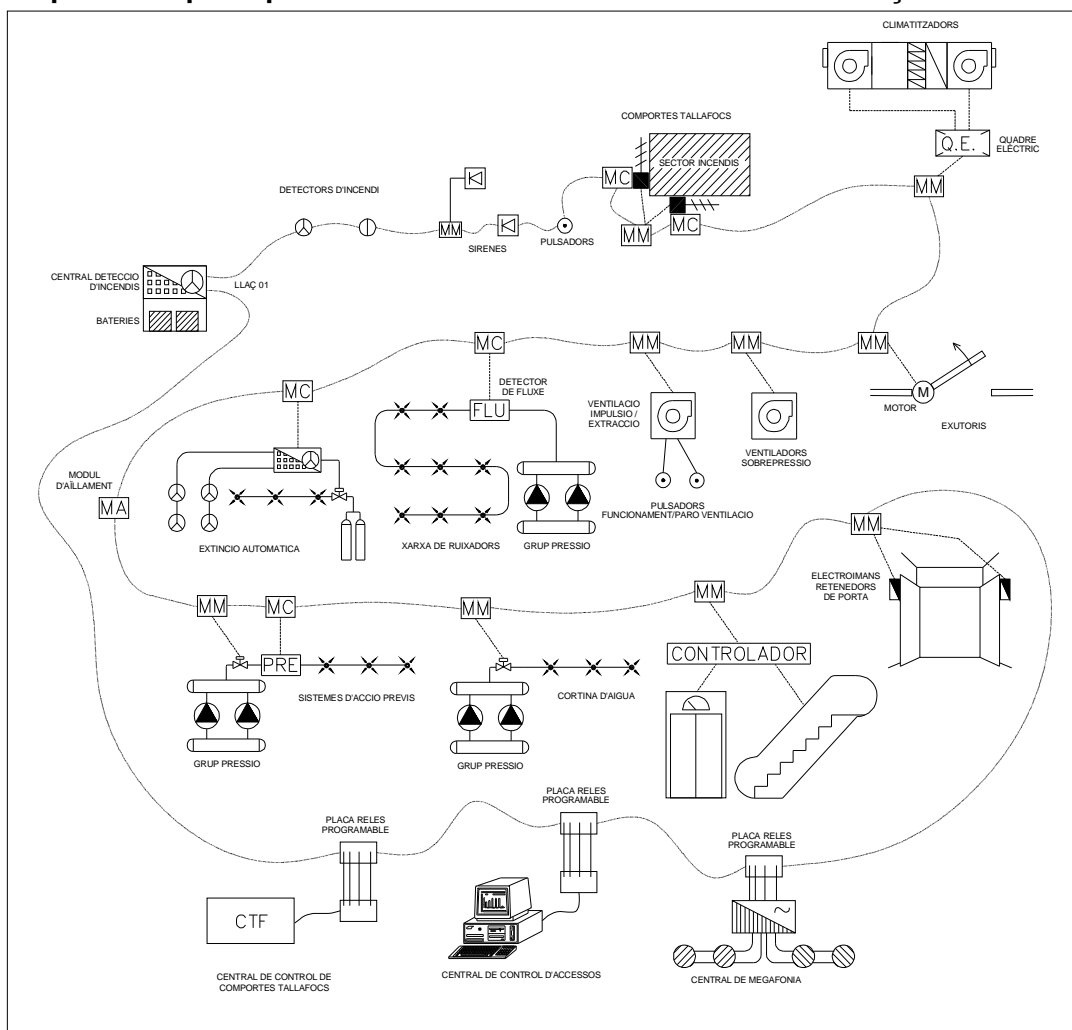 CLIMATITZADORS
COMPORTES TALLAFOCS
Q.E.
QUADRE
ELÈCTRIC
SECTOR INCENDIS
MC
MM
DETECTORS D'INCENDI
MM
SIRENES
PULSADORS
MM
MC
CENTRAL DETECCIO
D'INCENDIS
LLAÇ 01
BATERIES
MC
MM
MM
MM
MC
DETECTOR
DE FLUXE
FLU
VENTILACIO
IMPULSIO /
EXTRACCIO
MOTOR
M
EXUTORIS
VENTILADORS
SOBREPRESSIO
MODUL
D'AÏLLAMENT
MA
PULSADORS
FUNCIONAMENT/PARO VENTILACIO
EXTINCIO AUTOMATICA
XARXA DE RUIXADORS
GRUP PRESSIO
MM
ELECTROIMANS
RETENEDORS
DE PORTA
MM
MC
MM
MM
PRE
CONTROLADOR
SISTEMES D'ACCIO PREVIS
CORTINA D'AIGUA
GRUP PRESSIO
GRUP PRESSIO
PLACA RELES
PROGRAMABLE
PLACA RELES
PROGRAMABLE
PLACA RELES
PROGRAMABLE
CTF
CENTRAL DE CONTROL DE
COMPORTES TALLAFOCS
CENTRAL DE CONTROL D'ACCESSOS
CENTRAL DE MEGAFONIA